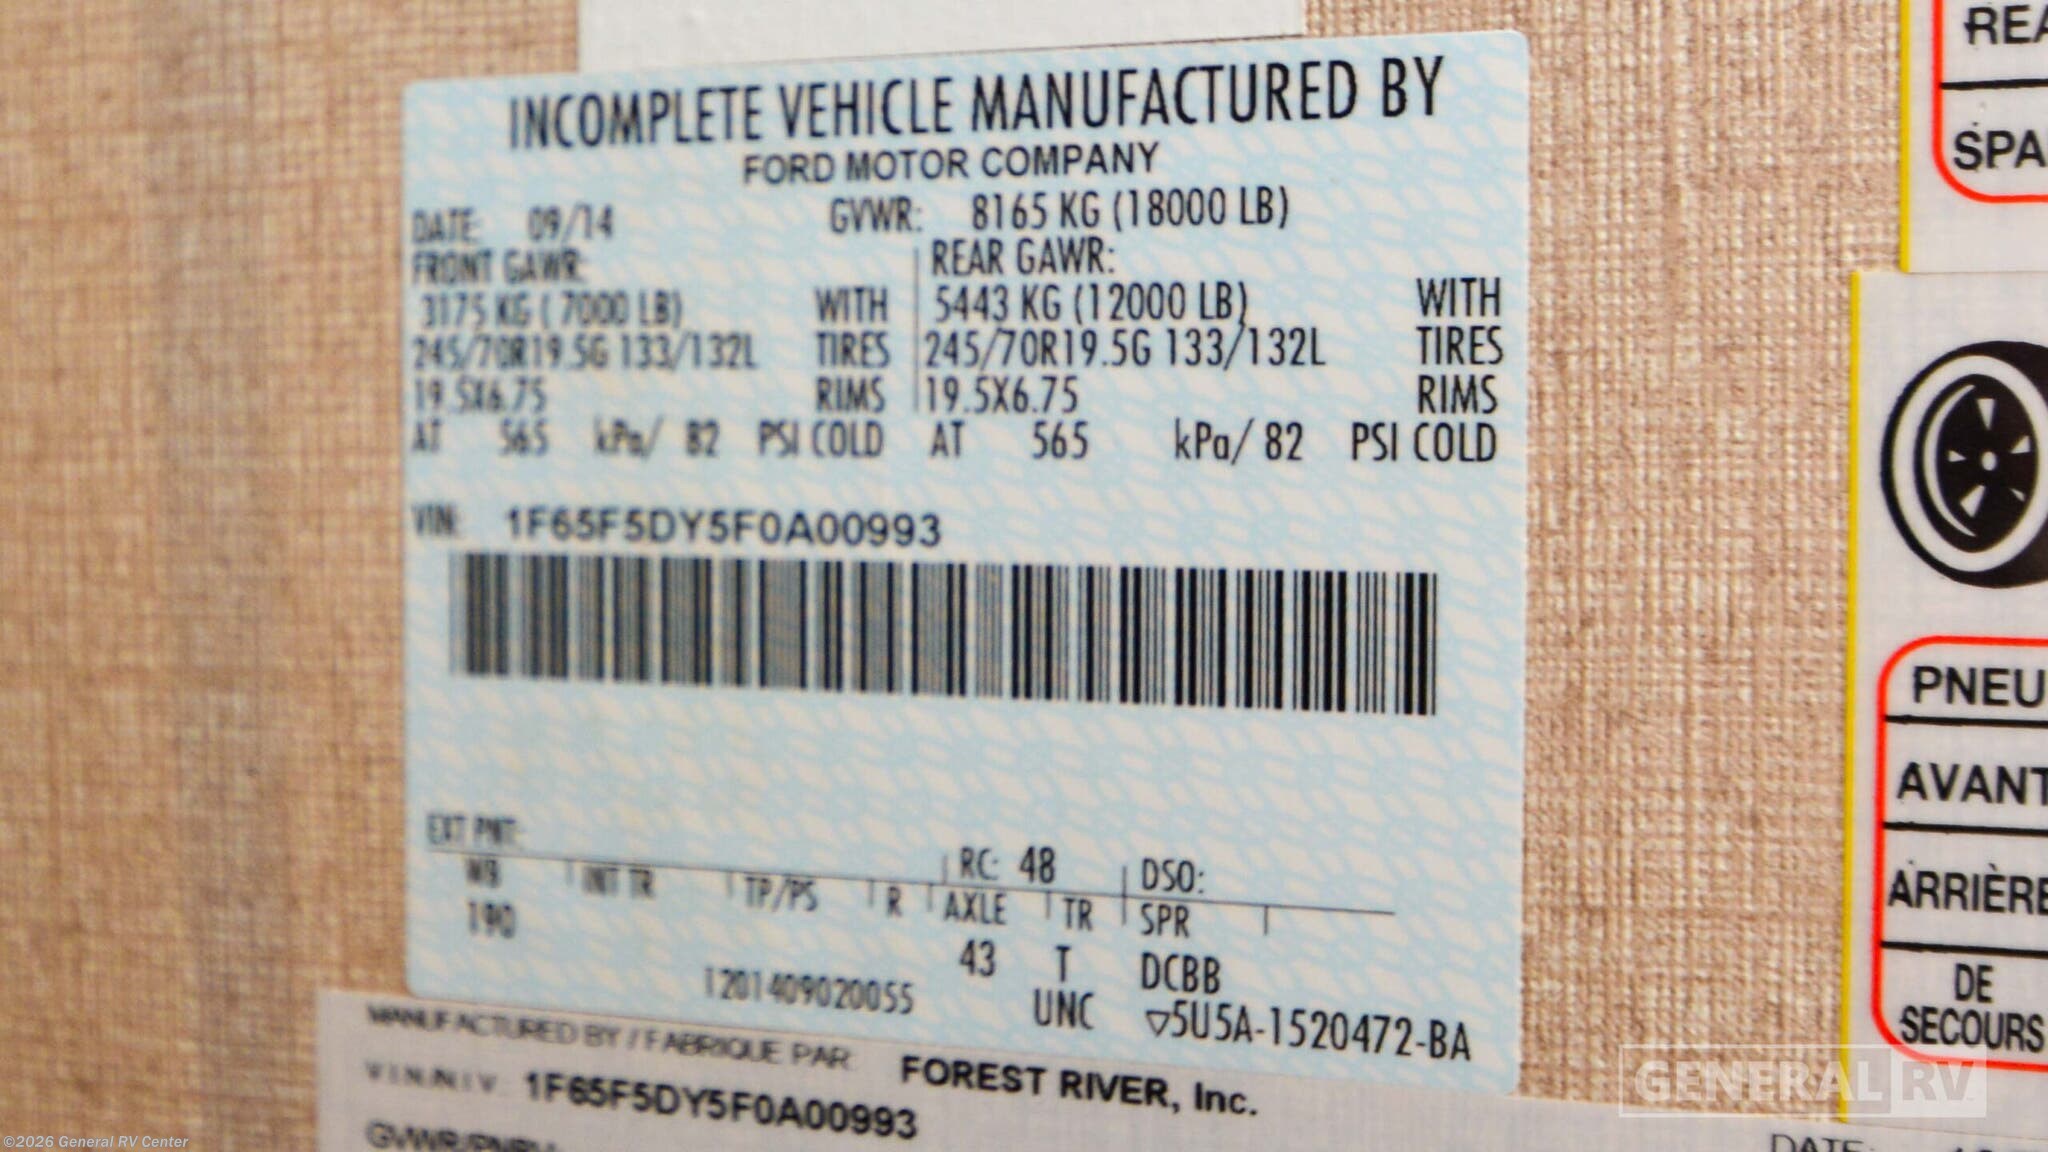 INCOMPLETE VEHICLE MANUFACTURED BY
FORD MOTOR COMPANY
DATE: 09/14 GVWR: 8165 KG (18000 LB)
FRONT GAWR: REAR GAWR:
3175 KG ( 7000 LB) WITH 5443 KG (12000 LB) WITH
245/70R19.5G 133/132L TIRES 245/70R19.5G 133/132L TIRES
19.5X6.75 RIMS 19.5X6.75 RIMS
AT 565 kPa/ 82 PSI COLD AT 565 kPa/ 82 PSI COLD
VIN: 1F65F5DY5F0A00993
EXT PNT: RC: 48 DSO:
WB INT TR TP/PS R AXLE TR SPR
190 43 T DCBB
1201409020055 UNC ▽5U5A-1520472-BA
MANUFACTURED BY / FABRIQUE PAR: FOREST RIVER, Inc.
V I N / N I V: 1F65F5DY5F0A00993
GVWR/PNBV:
DATE:
REA
SPA
PNEU
AVANT
ARRIÈRE
DE
SECOURS
GENERAL RV
©2026 General RV Center